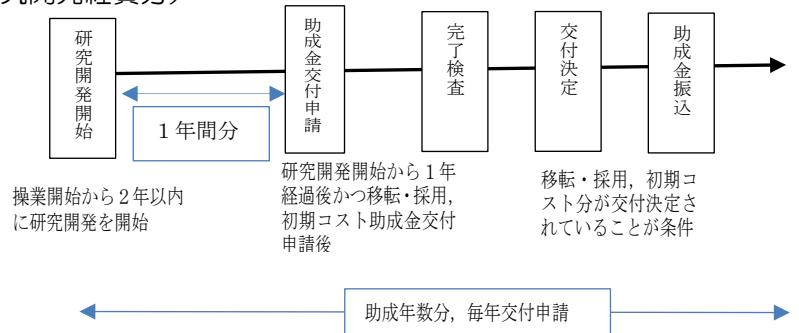 研究開発開始
助成金交付申請
完了検査
交付決定
助成金振込
１年間分
操業開始から２年以内
に研究開発を開始
研究開発開始から１年
経過後かつ移転・採用，
初期コスト助成金交付
申請後
移転・採用，初期コ
スト分が交付決定さ
れていることが条件
助成年数分，毎年交付申請